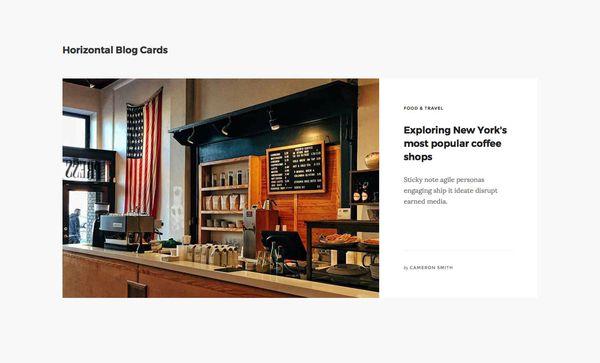 Horizontal Blog Cards
FOOD & TRAVEL
Exploring New York's
most popular coffee
shops
Sticky note agile personas
engaging ship it ideate disrupt
earned media.
by CAMERON SMITH